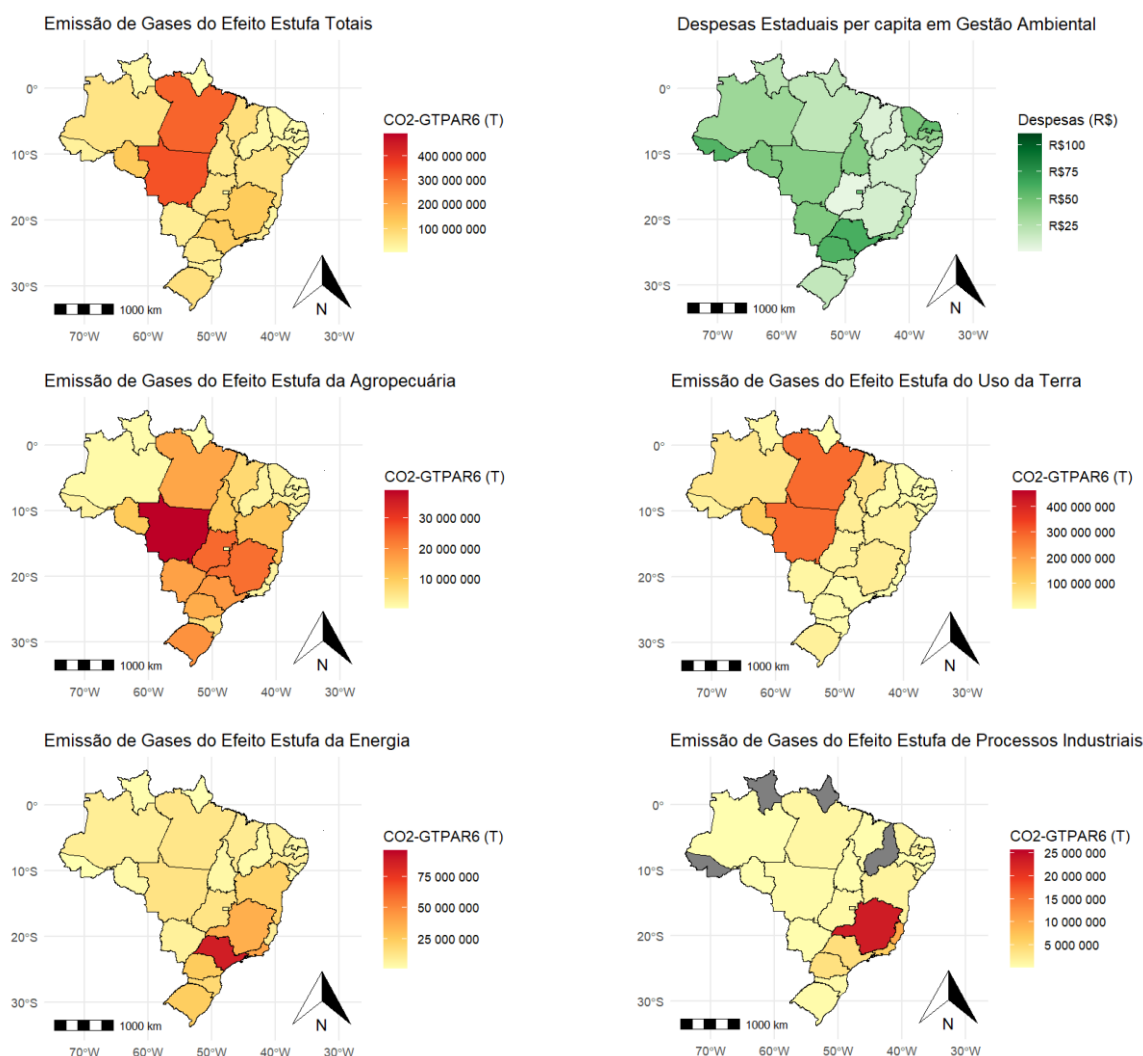 Emissão de Gases do Efeito Estufa Totais
0°
10°S
20°S
30°S
70°W 60°W 50°W 40°W 30°W
1000 km
N
CO2-GTPAR6 (T)
400 000 000
300 000 000
200 000 000
100 000 000
Despesas Estaduais per capita em Gestão Ambiental
0°
10°S
20°S
30°S
70°W 60°W 50°W 40°W 30°W
1000 km
N
Despesas (R$)
R$100
R$75
R$50
R$25
Emissão de Gases do Efeito Estufa da Agropecuária
0°
10°S
20°S
30°S
70°W 60°W 50°W 40°W 30°W
1000 km
N
CO2-GTPAR6 (T)
30 000 000
20 000 000
10 000 000
Emissão de Gases do Efeito Estufa do Uso da Terra
0°
10°S
20°S
30°S
70°W 60°W 50°W 40°W 30°W
1000 km
N
CO2-GTPAR6 (T)
400 000 000
300 000 000
200 000 000
100 000 000
Emissão de Gases do Efeito Estufa da Energia
0°
10°S
20°S
30°S
70°W 60°W 50°W 40°W 30°W
1000 km
N
CO2-GTPAR6 (T)
75 000 000
50 000 000
25 000 000
Emissão de Gases do Efeito Estufa de Processos Industriais
0°
10°S
20°S
30°S
70°W 60°W 50°W 40°W 30°W
1000 km
N
CO2-GTPAR6 (T)
25 000 000
20 000 000
15 000 000
10 000 000
5 000 000